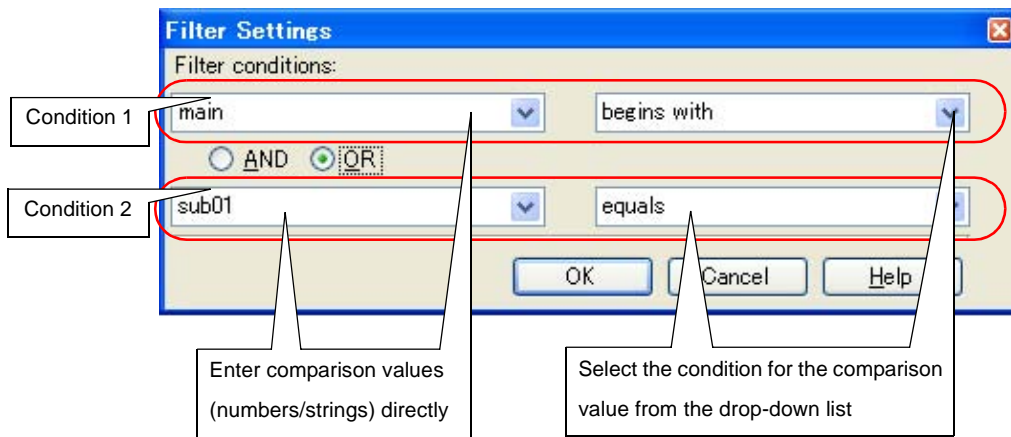 Filter Settings
Filter conditions:
Condition 1
main
begins with
AND OR
Condition 2
sub01
equals
OK Cancel Help
Enter comparison values
(numbers/strings) directly
Select the condition for the comparison
value from the drop-down list